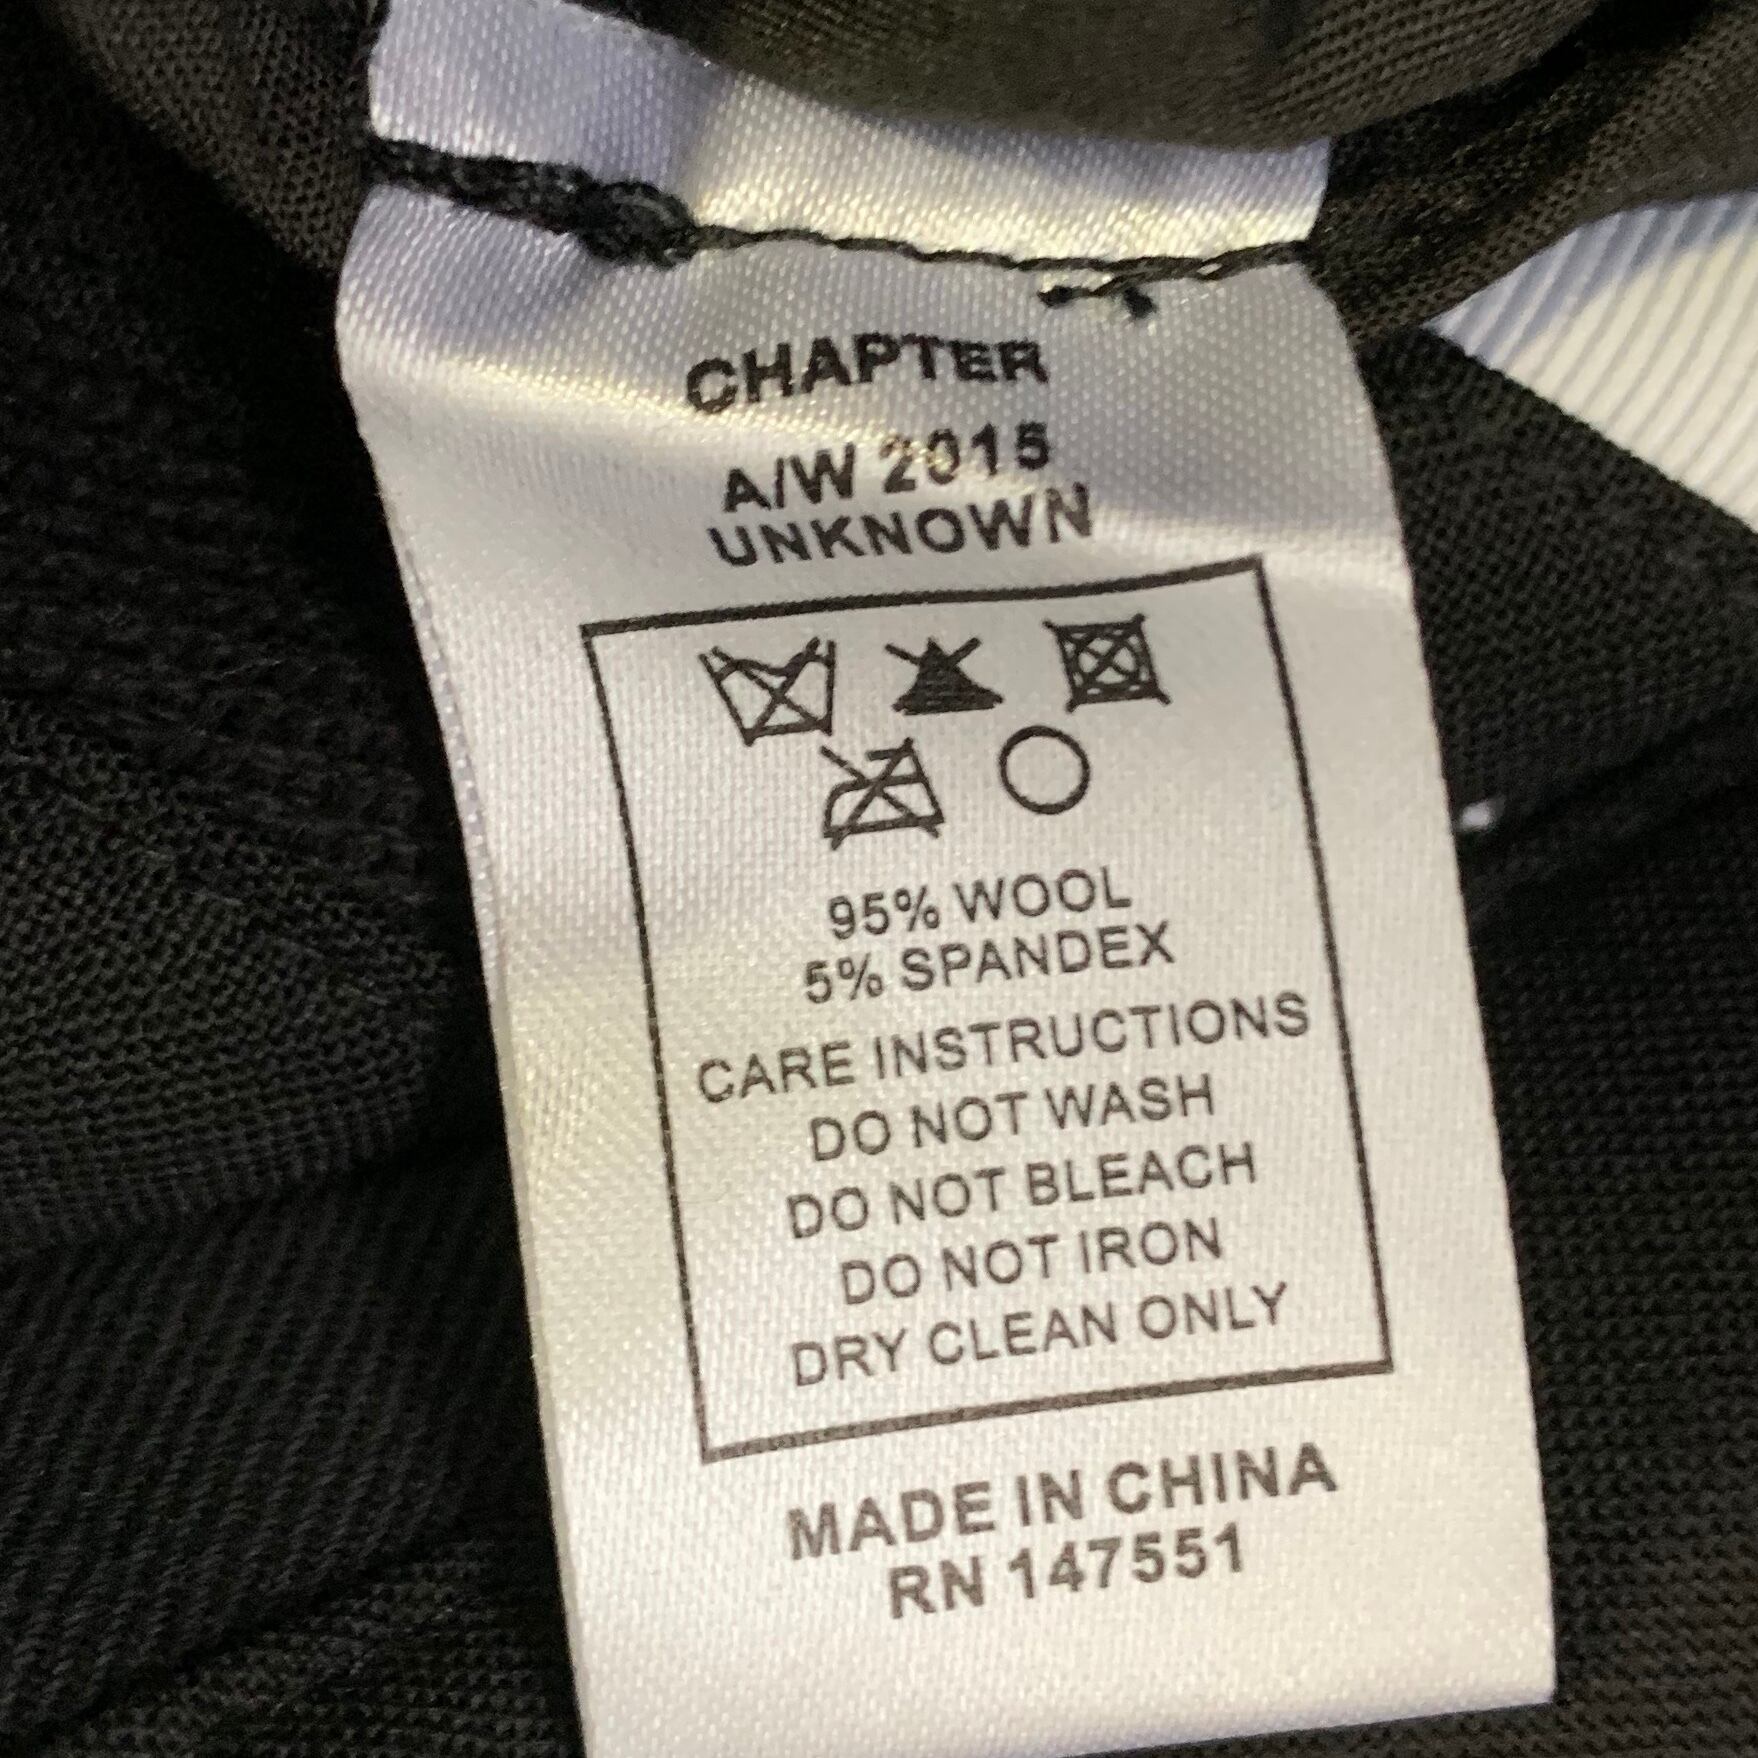 CHAPTER
A/W 2015
UNKNOWN
95% WOOL
5% SPANDEX
CARE INSTRUCTIONS
DO NOT WASH
DO NOT BLEACH
DO NOT IRON
DRY CLEAN ONLY
MADE IN CHINA
RN 147551